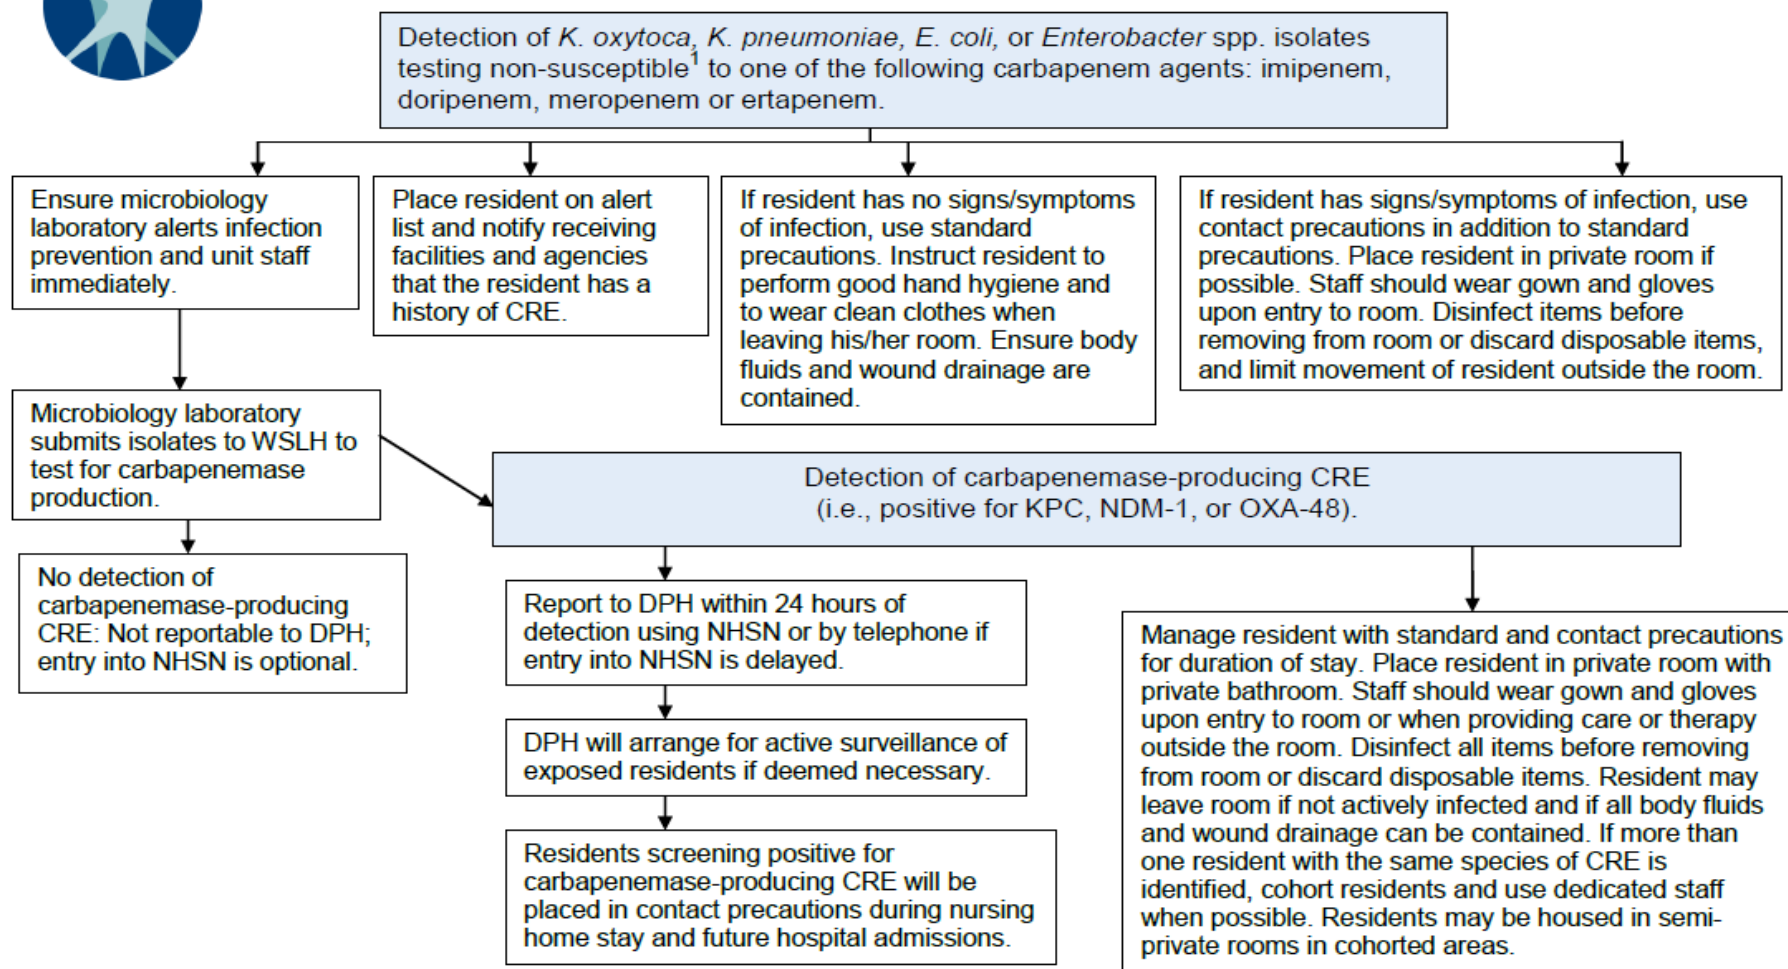 Detection of K. oxytoca, K. pneumoniae, E. coli, or Enterobacter spp. isolates
testing non-susceptible1 to one of the following carbapenem agents: imipenem,
doripenem, meropenem or ertapenem.
Ensure microbiology
laboratory alerts infection
prevention and unit staff
immediately.
Place resident on alert
list and notify receiving
facilities and agencies
that the resident has a
history of CRE.
If resident has no signs/symptoms
of infection, use standard
precautions. Instruct resident to
perform good hand hygiene and
to wear clean clothes when
leaving his/her room. Ensure body
fluids and wound drainage are
contained.
If resident has signs/symptoms of infection, use
contact precautions in addition to standard
precautions. Place resident in private room if
possible. Staff should wear gown and gloves
upon entry to room. Disinfect items before
removing from room or discard disposable items,
and limit movement of resident outside the room.
Microbiology laboratory
submits isolates to WSLH to
test for carbapenemase
production.
Detection of carbapenemase-producing CRE
(i.e., positive for KPC, NDM-1, or OXA-48).
No detection of
carbapenemase-producing
CRE: Not reportable to DPH;
entry into NHSN is optional.
Report to DPH within 24 hours of
detection using NHSN or by telephone if
entry into NHSN is delayed.
DPH will arrange for active surveillance of
exposed residents if deemed necessary.
Residents screening positive for
carbapenemase-producing CRE will be
placed in contact precautions during nursing
home stay and future hospital admissions.
Manage resident with standard and contact precautions
for duration of stay. Place resident in private room with
private bathroom. Staff should wear gown and gloves
upon entry to room or when providing care or therapy
outside the room. Disinfect all items before removing
from room or discard disposable items. Resident may
leave room if not actively infected and if all body fluids
and wound drainage can be contained. If more than
one resident with the same species of CRE is
identified, cohort residents and use dedicated staff
when possible. Residents may be housed in semi-
private rooms in cohorted areas.